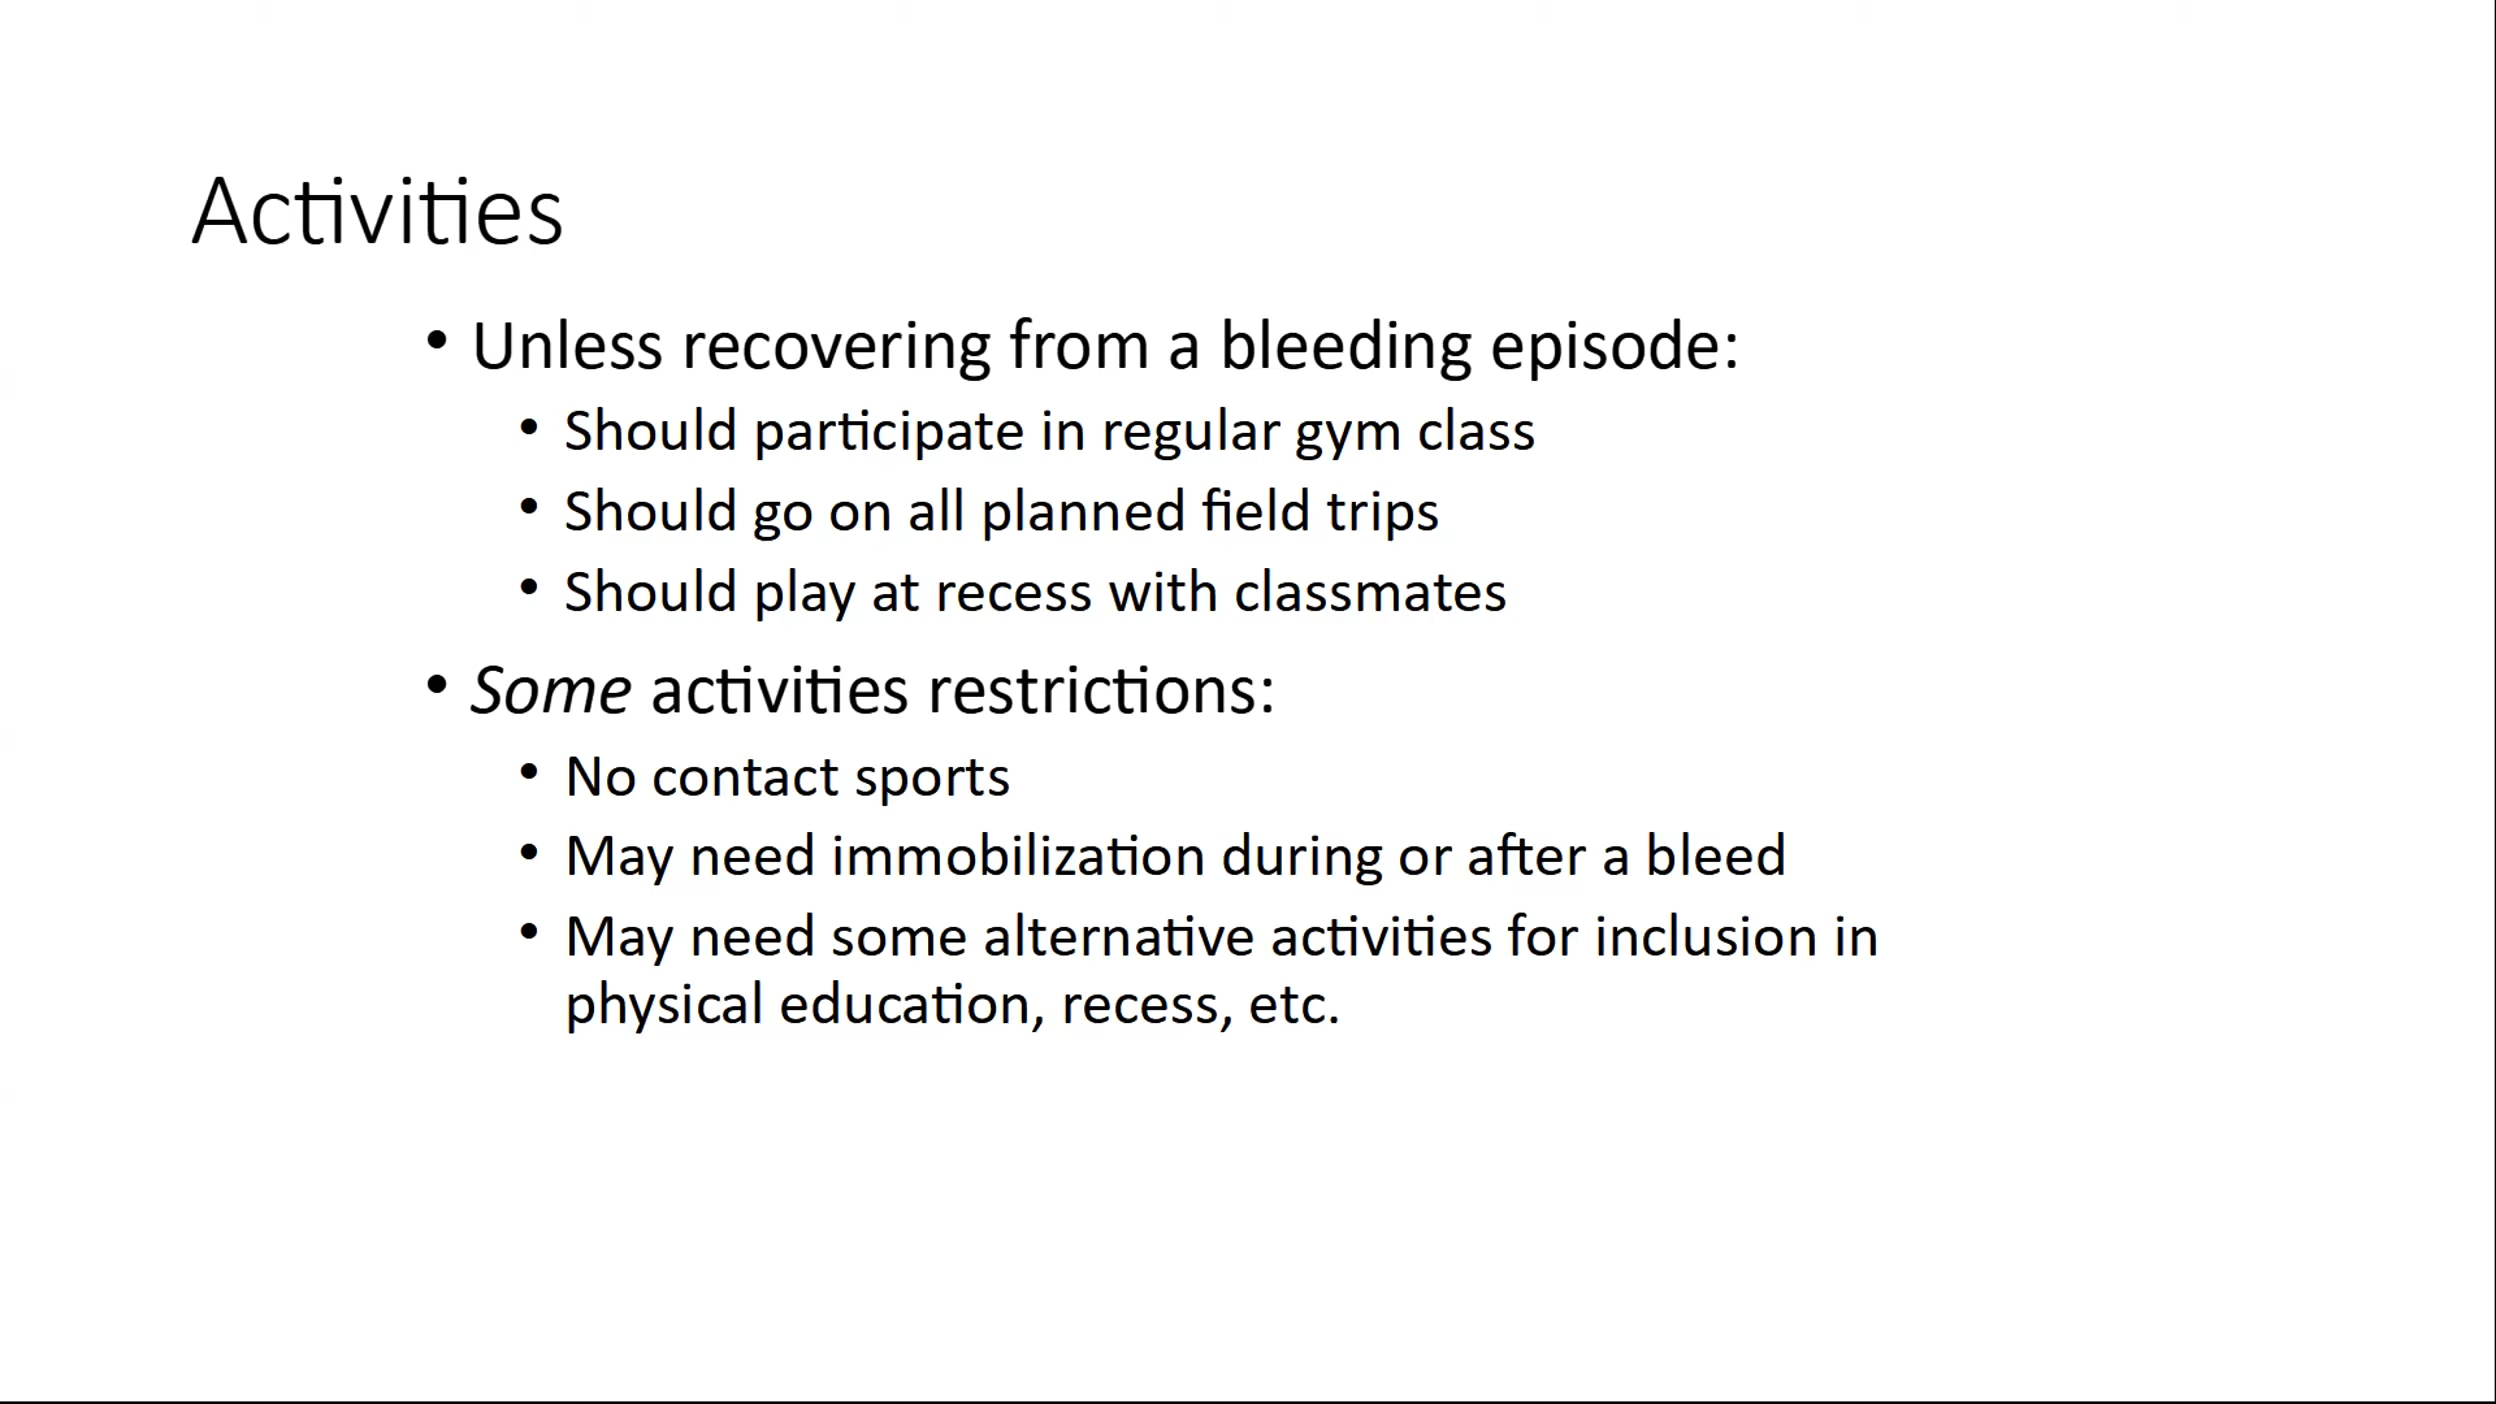 Activities
• Unless recovering from a bleeding episode:
• Should participate in regular gym class
• Should go on all planned field trips
• Should play at recess with classmates
• Some activities restrictions:
• No contact sports
• May need immobilization during or after a bleed
• May need some alternative activities for inclusion in
physical education, recess, etc.